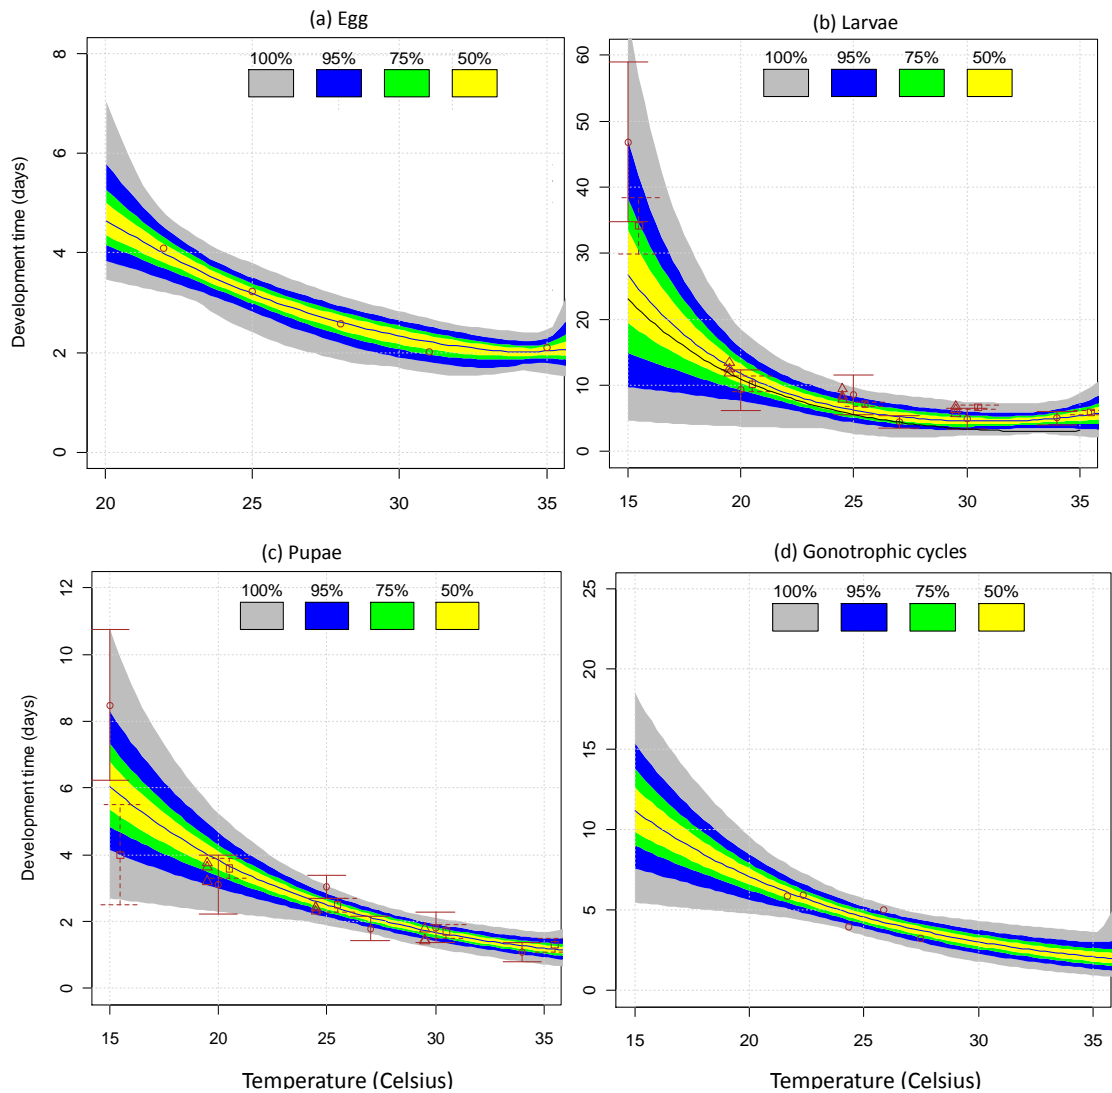 (a) Egg
100% 95% 75% 50%
8
6
4
2
0
Development time (days)
20 25 30 35
(b) Larvae
100% 95% 75% 50%
60
50
40
30
20
10
0
15 20 25 30 35
(c) Pupae
100% 95% 75% 50%
12
10
8
6
4
2
0
Development time (days)
15 20 25 30 35
Temperature (Celsius)
(d) Gonotrophic cycles
100% 95% 75% 50%
25
20
15
10
5
0
15 20 25 30 35
Temperature (Celsius)